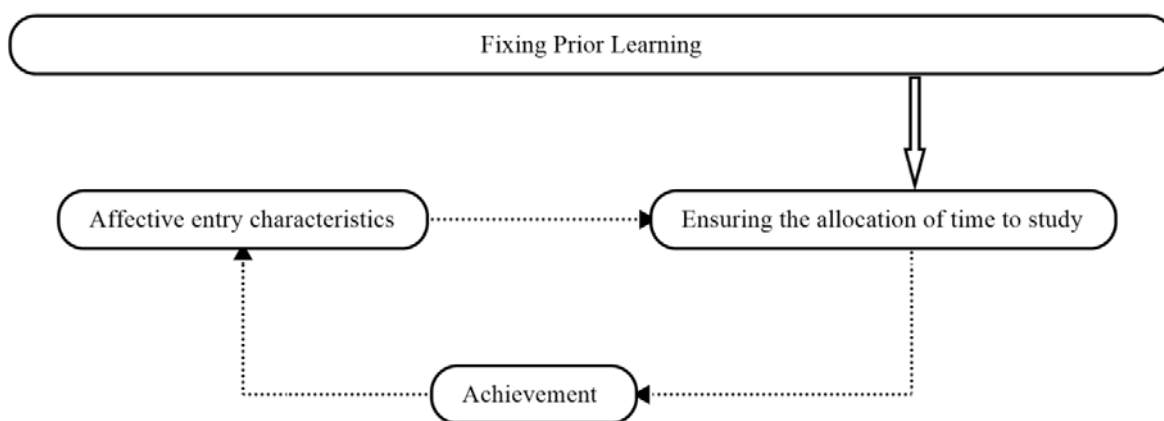 Fixing Prior Learning
Affective entry characteristics
Ensuring the allocation of time to study
Achievement